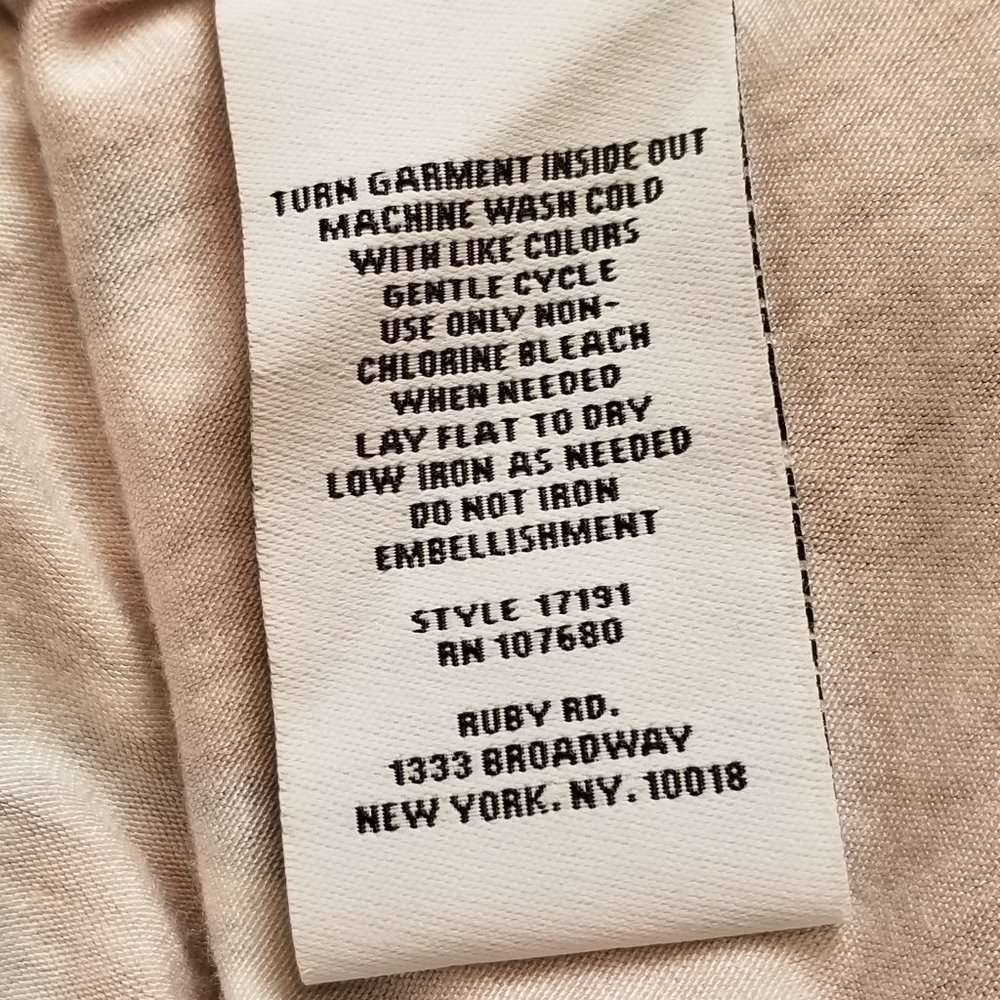 TURN GARMENT INSIDE OUT
MACHINE WASH COLD
WITH LIKE COLORS
GENTLE CYCLE
USE ONLY NON-
CHLORINE BLEACH
WHEN NEEDED
LAY FLAT TO DRY
LOW IRON AS NEEDED
DO NOT IRON
EMBELLISHMENT
STYLE 17191
RN 107680
RUBY RD.
1333 BROADWAY
NEW YORK. NY. 10018